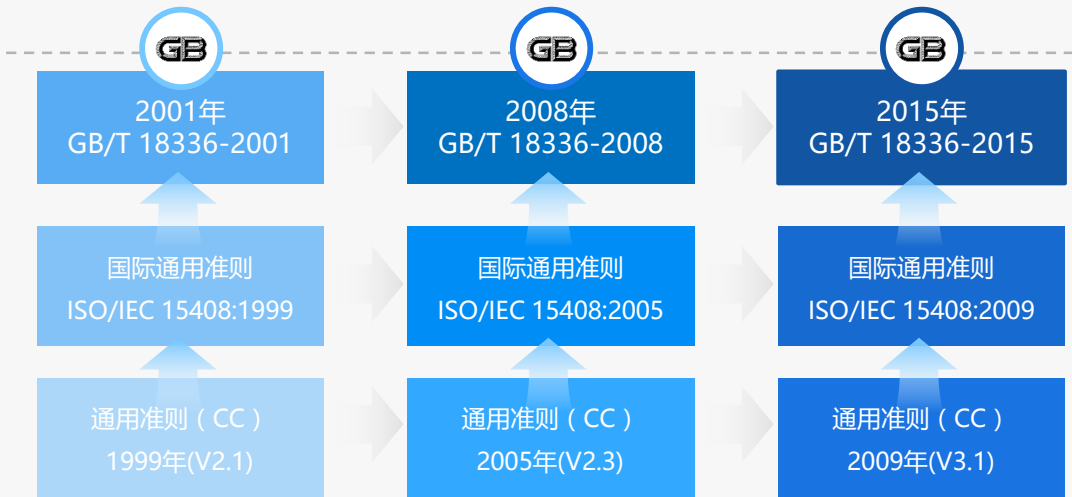 GB
GB
GB
2001年
GB/T 18336-2001
2008年
GB/T 18336-2008
2015年
GB/T 18336-2015
国际通用准则
ISO/IEC 15408:1999
国际通用准则
ISO/IEC 15408:2005
国际通用准则
ISO/IEC 15408:2009
通用准则（CC）
1999年(V2.1)
通用准则（CC）
2005年(V2.3)
通用准则（CC）
2009年(V3.1)